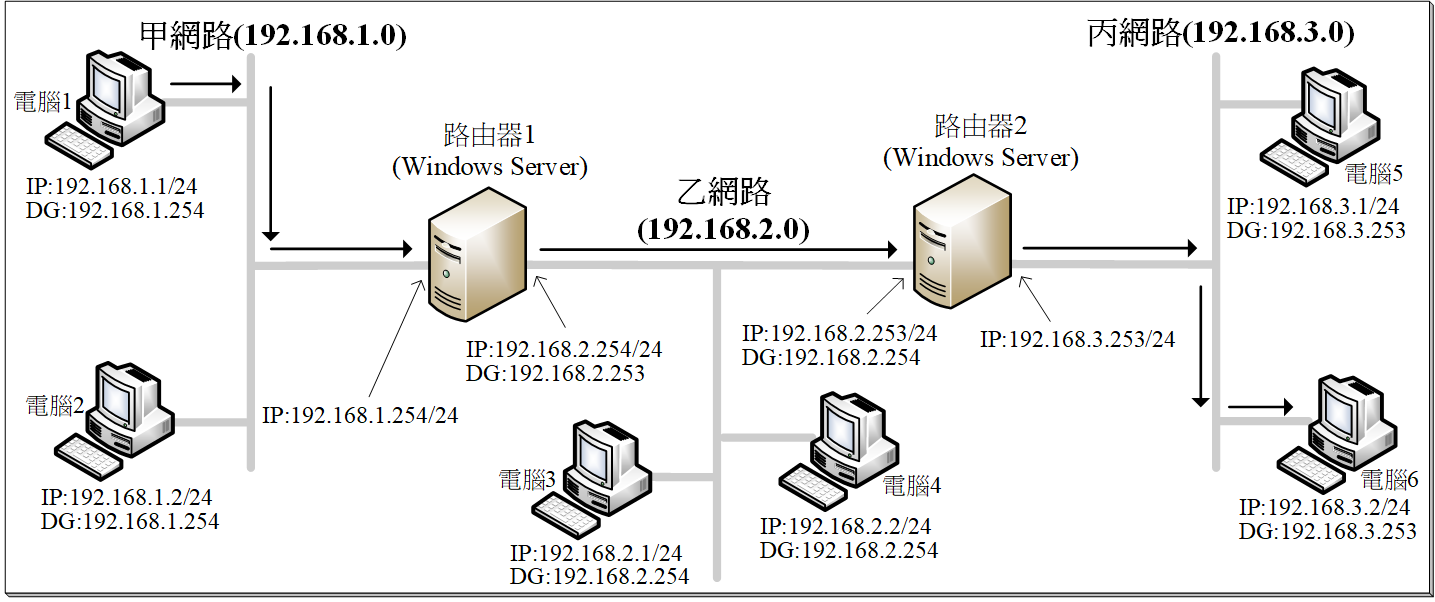 甲網路(192.168.1.0)
電腦1
IP:192.168.1.1/24
DG:192.168.1.254
電腦2
IP:192.168.1.2/24
DG:192.168.1.254
路由器1
(Windows Server)
IP:192.168.1.254/24
IP:192.168.2.254/24
DG:192.168.2.253
乙網路
(192.168.2.0)
電腦3
IP:192.168.2.1/24
DG:192.168.2.254
電腦4
IP:192.168.2.2/24
DG:192.168.2.254
路由器2
(Windows Server)
IP:192.168.2.253/24
DG:192.168.2.254
IP:192.168.3.253/24
丙網路(192.168.3.0)
電腦5
IP:192.168.3.1/24
DG:192.168.3.253
電腦6
IP:192.168.3.2/24
DG:192.168.3.253